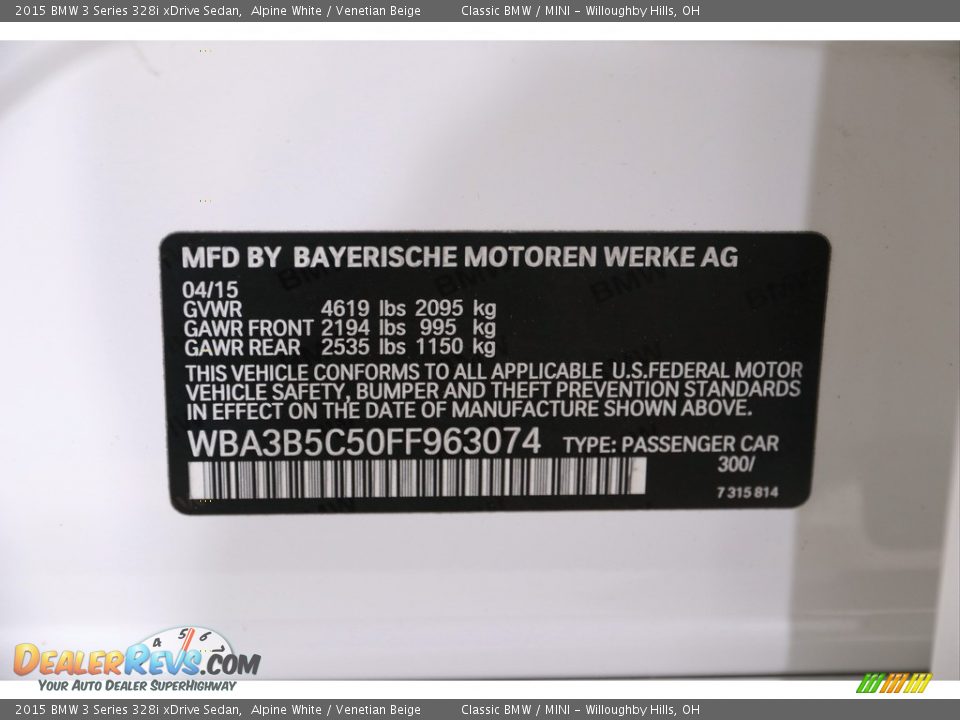 2015 BMW 3 Series 328i xDrive Sedan, Alpine White / Venetian Beige Classic BMW / MINI - Willoughby Hills, OH
MFD BY BAYERISCHE MOTOREN WERKE AG
04/15
GVWR 4619 lbs 2095 kg
GAWR FRONT 2194 lbs 995 kg
GAWR REAR 2535 lbs 1150 kg
THIS VEHICLE CONFORMS TO ALL APPLICABLE U.S.FEDERAL MOTOR
VEHICLE SAFETY, BUMPER AND THEFT PREVENTION STANDARDS
IN EFFECT ON THE DATE OF MANUFACTURE SHOWN ABOVE.
WBA3B5C50FF963074 TYPE: PASSENGER CAR
300/
7 315 814
4 5 6 7
DEALERREVS.COM
YOUR AUTO DEALER SUPERHIGHWAY
2015 BMW 3 Series 328i xDrive Sedan, Alpine White / Venetian Beige Classic BMW / MINI - Willoughby Hills, OH